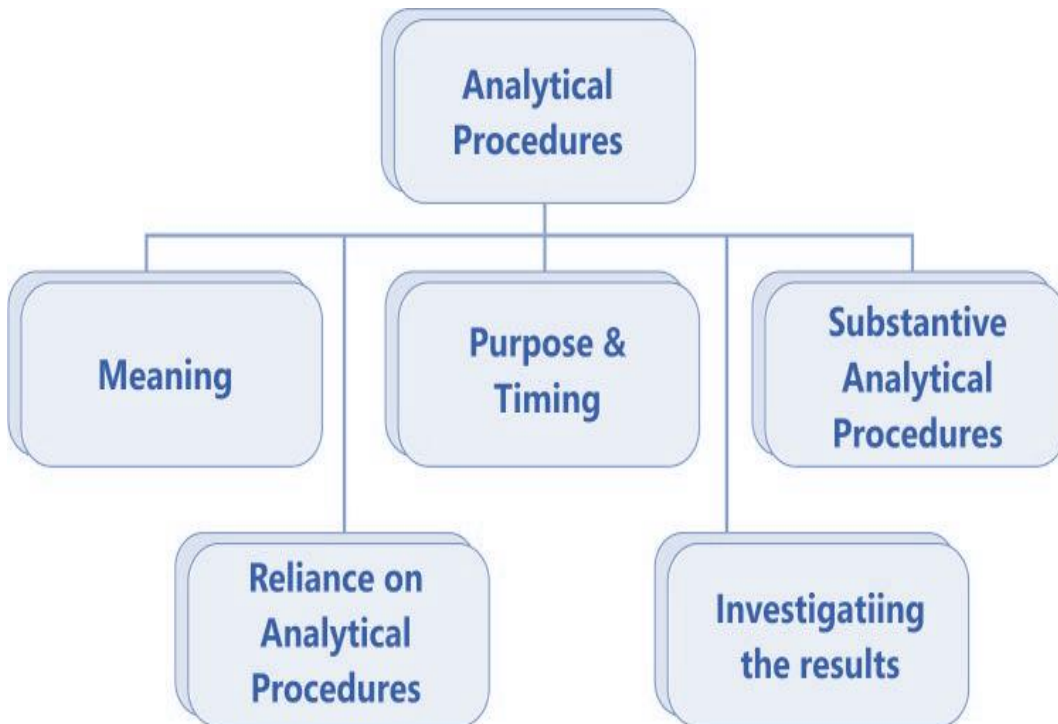 Analytical
Procedures
Meaning
Purpose &
Timing
Substantive
Analytical
Procedures
Reliance on
Analytical
Procedures
Investigatiing
the results